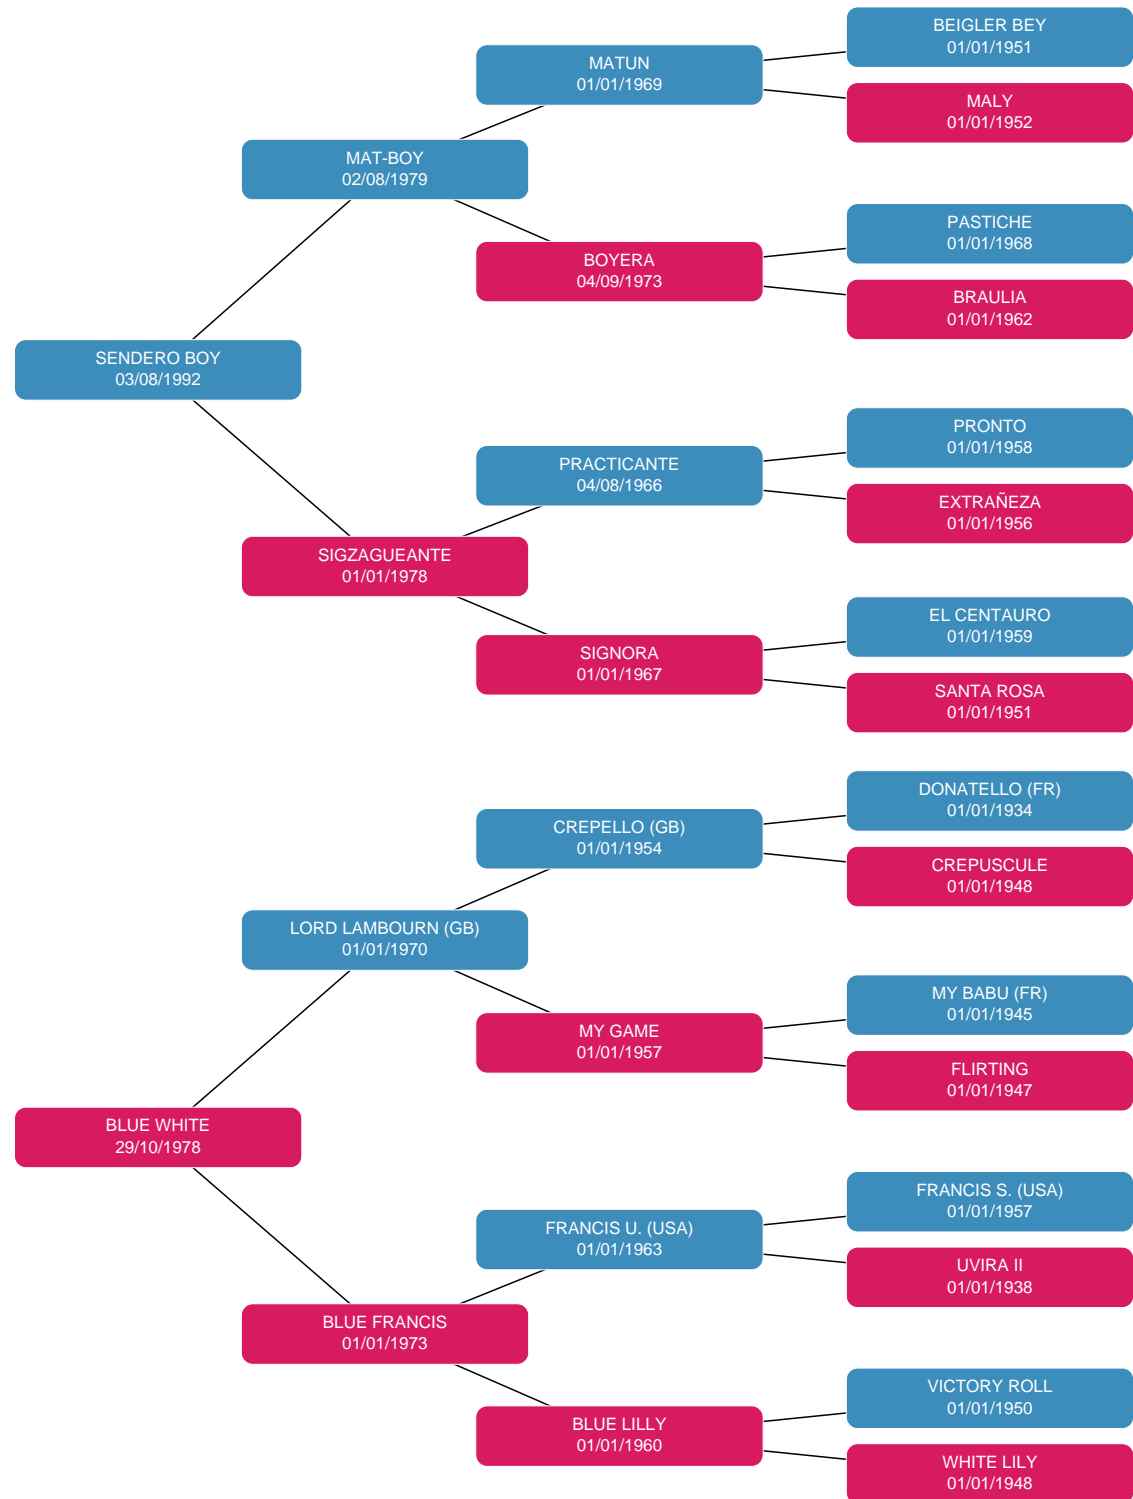 BEIGLER BEY
01/01/1951
MATUN
01/01/1969
MALY
01/01/1952
MAT-BOY
02/08/1979
PASTICHE
01/01/1968
BOYERA
04/09/1973
BRAULIA
01/01/1962
SENDERO BOY
03/08/1992
PRONTO
01/01/1958
PRACTICANTE
04/08/1966
EXTRAÑEZA
01/01/1956
SIGZAGUEANTE
01/01/1978
EL CENTAURO
01/01/1959
SIGNORA
01/01/1967
SANTA ROSA
01/01/1951
DONATELLO (FR)
01/01/1934
CREPELLO (GB)
01/01/1954
CREPUSCULE
01/01/1948
LORD LAMBOURN (GB)
01/01/1970
MY BABU (FR)
01/01/1945
MY GAME
01/01/1957
FLIRTING
01/01/1947
BLUE WHITE
29/10/1978
FRANCIS S. (USA)
01/01/1957
FRANCIS U. (USA)
01/01/1963
UVIRA II
01/01/1938
BLUE FRANCIS
01/01/1973
VICTORY ROLL
01/01/1950
BLUE LILLY
01/01/1960
WHITE LILY
01/01/1948